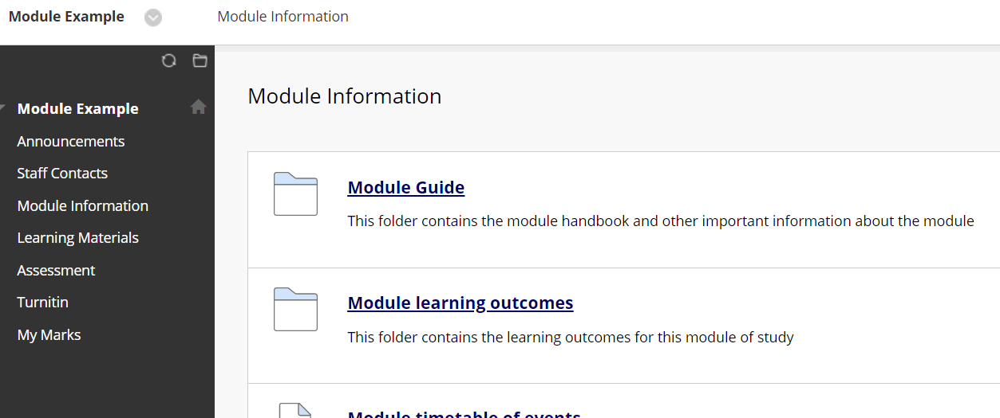 Module Example
Module Information
Module Example
Announcements
Staff Contacts
Module Information
Learning Materials
Assessment
Turnitin
My Marks
Module Information
Module Guide
This folder contains the module handbook and other important information about the module
Module learning outcomes
This folder contains the learning outcomes for this module of study
Module timetable of events